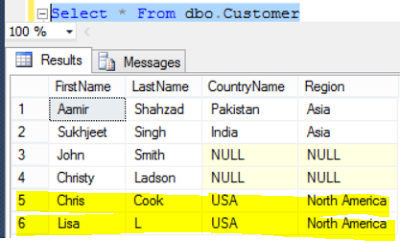 Select * From dbo.Customer
100 %
Results Messages
FirstName LastName CountryName Region
1 Aamir Shahzad Pakistan Asia
2 Sukhjeet Singh India Asia
3 John Smith NULL NULL
4 Christy Ladson NULL NULL
5 Chris Cook USA North America
6 Lisa L USA North America